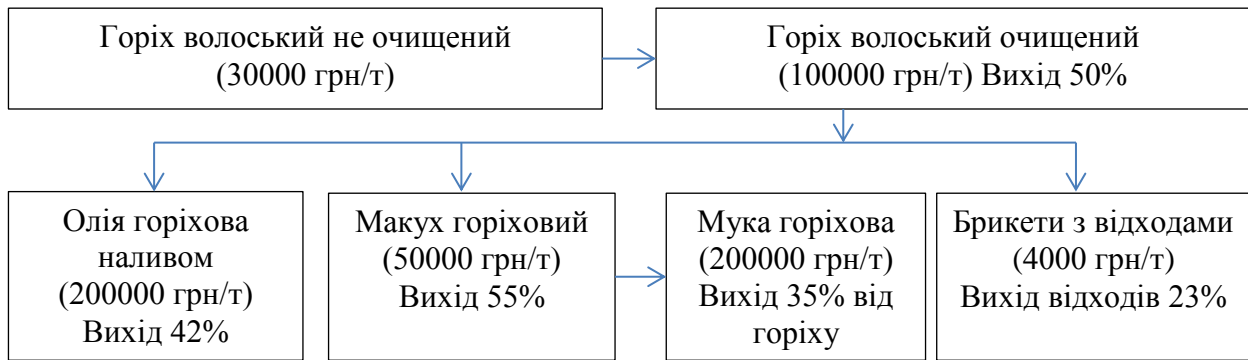 Горіх волоський не очищений
(30000 грн/т)
Горіх волоський очищений
(100000 грн/т) Вихід 50%
Олія горіхова
наливом
(200000 грн/т)
Вихід 42%
Макух горіховий
(50000 грн/т)
Вихід 55%
Мука горіхова
(200000 грн/т)
Вихід 35% від
горіху
Брикети з відходами
(4000 грн/т)
Вихід відходів 23%